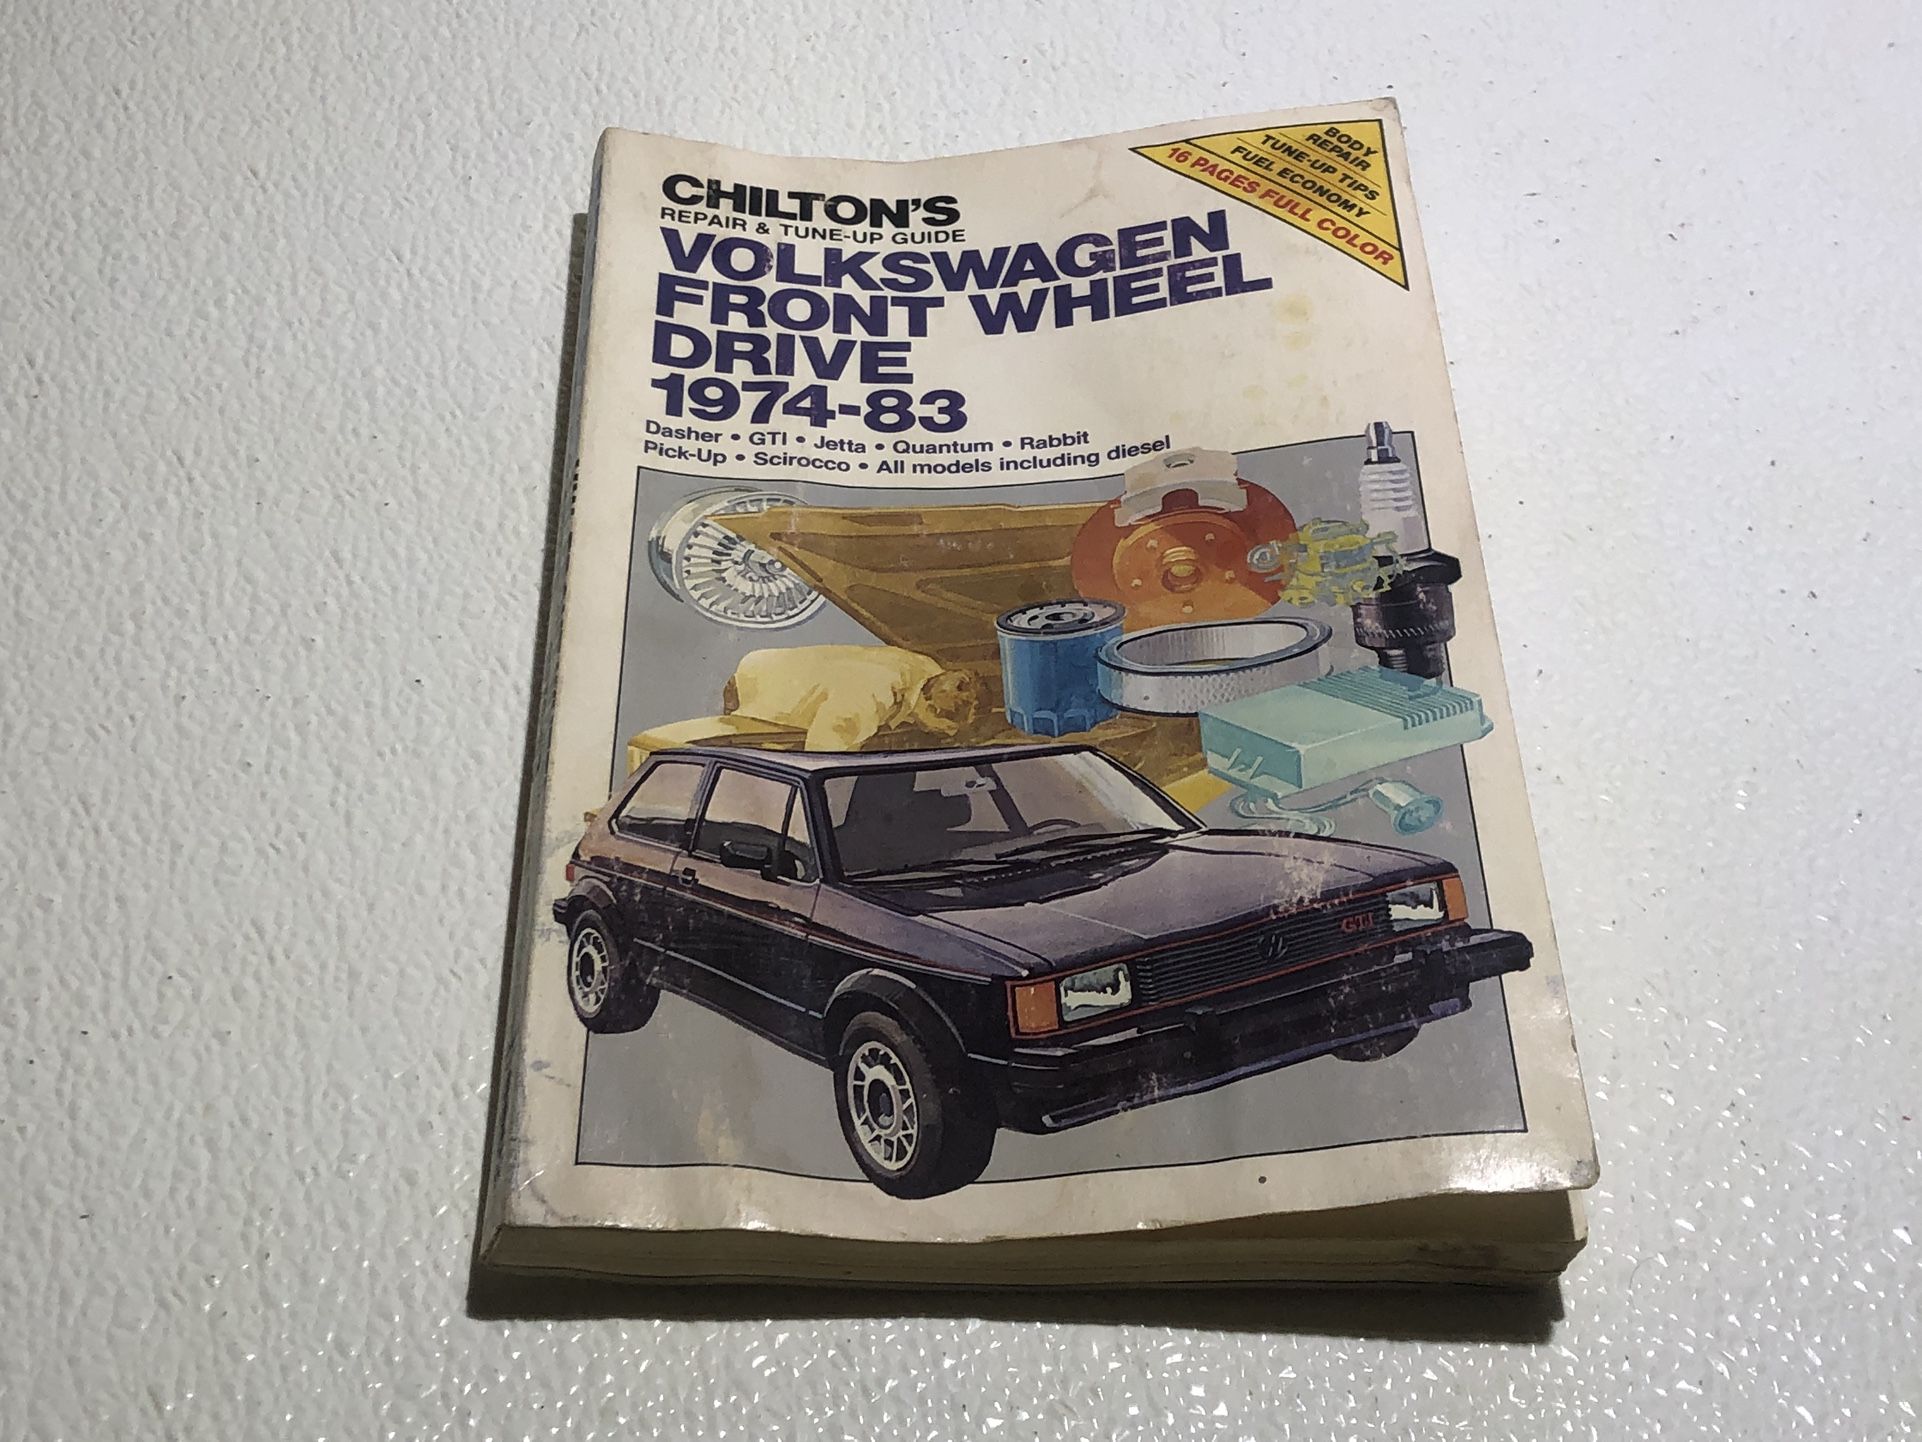 BODY
REPAIR
TUNE-UP TIPS
FUEL ECONOMY
16 PAGES FULL COLOR
CHILTON'S
REPAIR & TUNE-UP GUIDE
VOLKSWAGEN
FRONT WHEEL
DRIVE
1974-83
Dasher • GTI • Jetta • Quantum • Rabbit
Pick-Up • Scirocco • All models including diesel
GTI